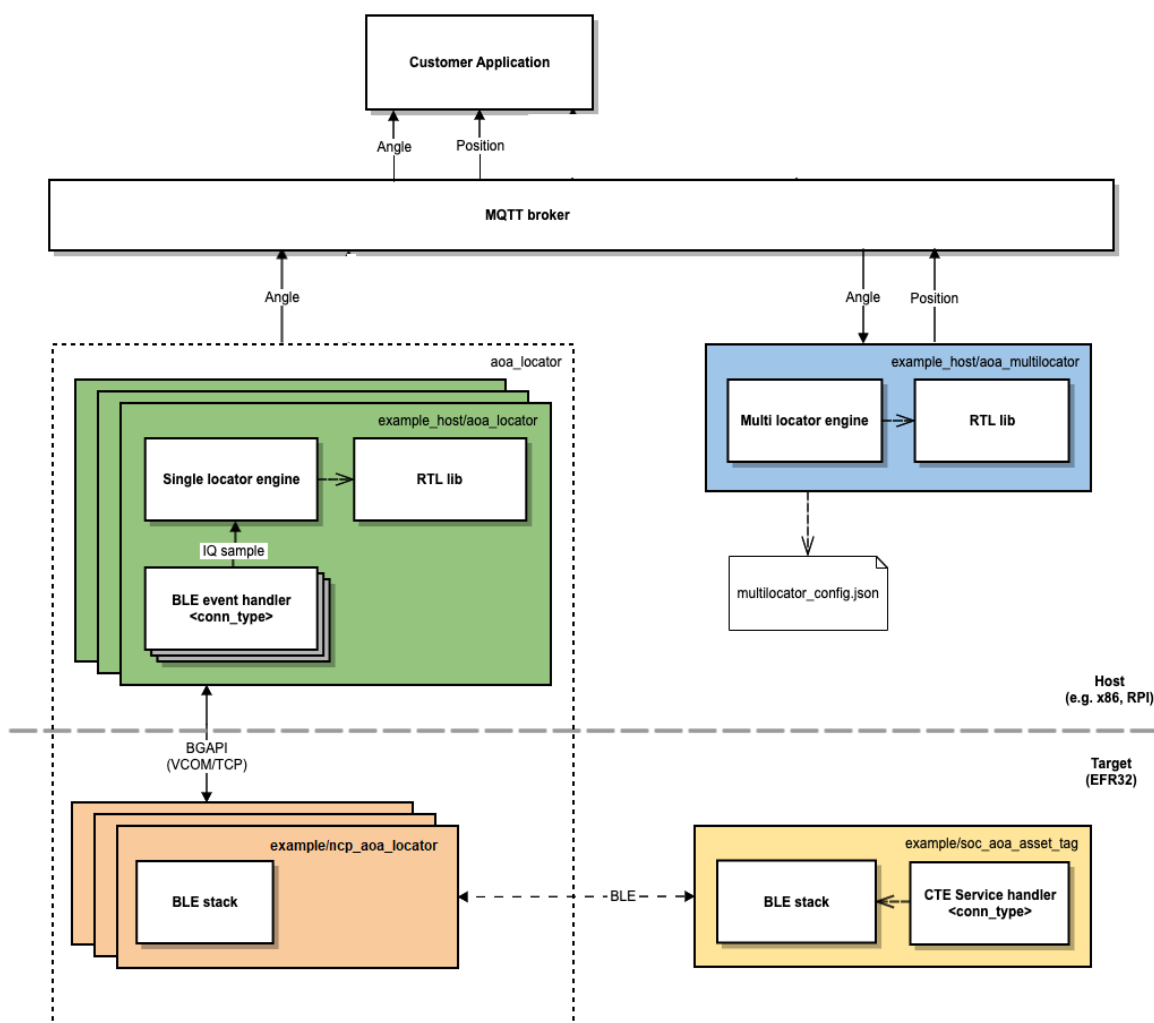 Customer Application
Angle
Position
MQTT broker
Angle
Angle
Position
aoa_locator
example_host/aoa_locator
Single locator engine
RTL lib
IQ sample
BLE event handler
<conn_type>
example_host/aoa_multilocator
Multi locator engine
RTL lib
multilocator_config.json
Host
(e.g. x86, RPI)
BGAPI
(VCOM/TCP)
Target
(EFR32)
example/ncp_aoa_locator
BLE stack
BLE
example/soc_aoa_asset_tag
BLE stack
CTE Service handler
<conn_type>